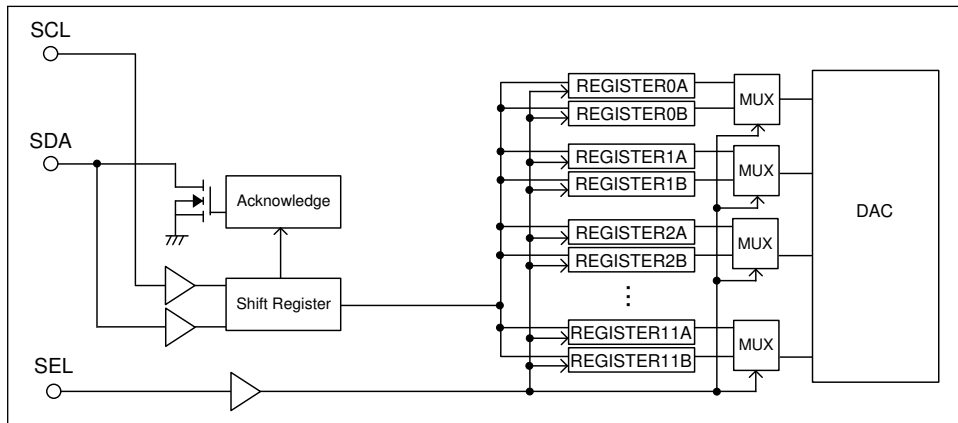 SCL
SDA
SEL
Acknowledge
Shift Register
REGISTER0A
REGISTER0B
REGISTER1A
REGISTER1B
REGISTER2A
REGISTER2B
⋮
REGISTER11A
REGISTER11B
MUX
MUX
MUX
MUX
DAC